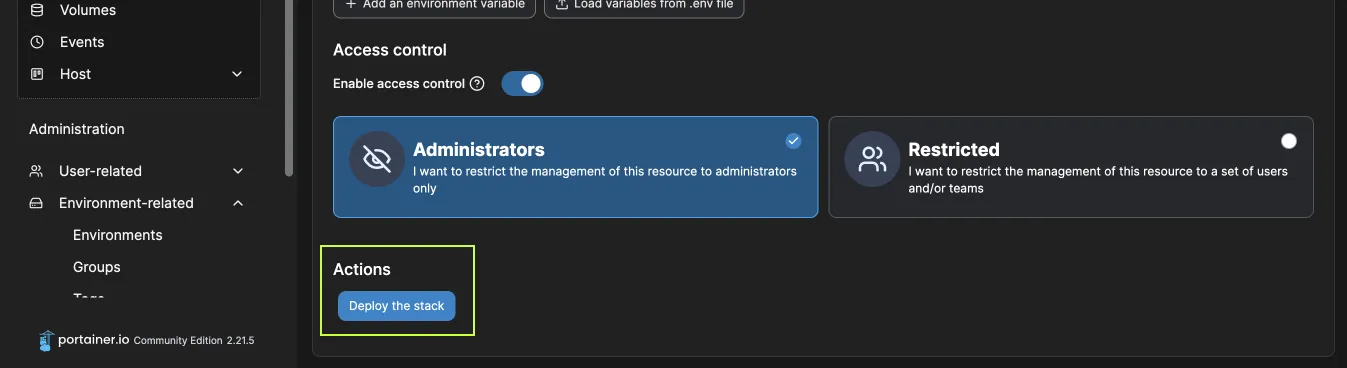 Volumes
Events
Host
Administration
User-related
Environment-related
Environments
Groups
Tags
portainer.io Community Edition 2.21.5
+ Add an environment variable
Load variables from .env file
Access control
Enable access control
Administrators
I want to restrict the management of this resource to administrators
only
Restricted
I want to restrict the management of this resource to a set of users
and/or teams
Actions
Deploy the stack